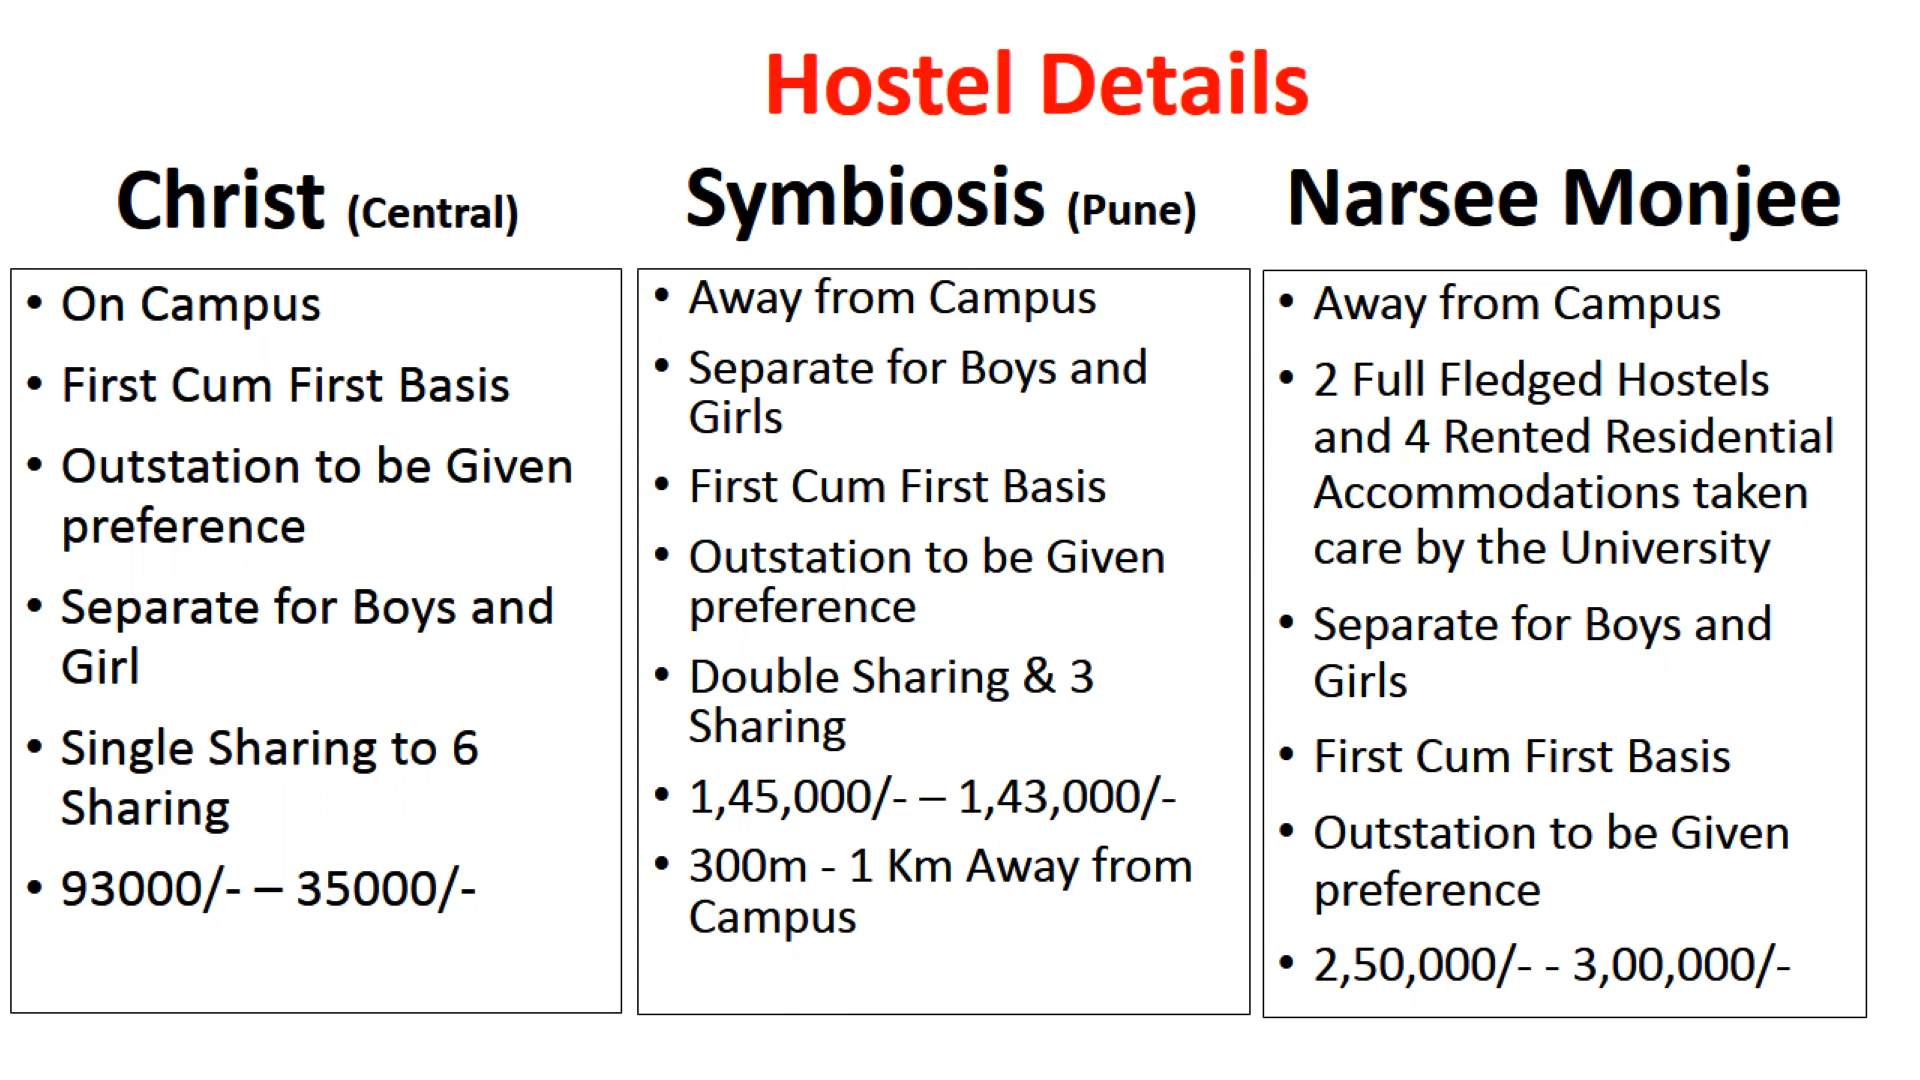 Hostel Details
Christ (Central)
• On Campus
• First Cum First Basis
• Outstation to be Given
preference
• Separate for Boys and
Girl
• Single Sharing to 6
Sharing
• 93000/- – 35000/-
Symbiosis (Pune)
• Away from Campus
• Separate for Boys and
Girls
• First Cum First Basis
• Outstation to be Given
preference
• Double Sharing & 3
Sharing
• 1,45,000/- – 1,43,000/-
• 300m - 1 Km Away from
Campus
Narsee Monjee
• Away from Campus
• 2 Full Fledged Hostels
and 4 Rented Residential
Accommodations taken
care by the University
• Separate for Boys and
Girls
• First Cum First Basis
• Outstation to be Given
preference
• 2,50,000/- - 3,00,000/-